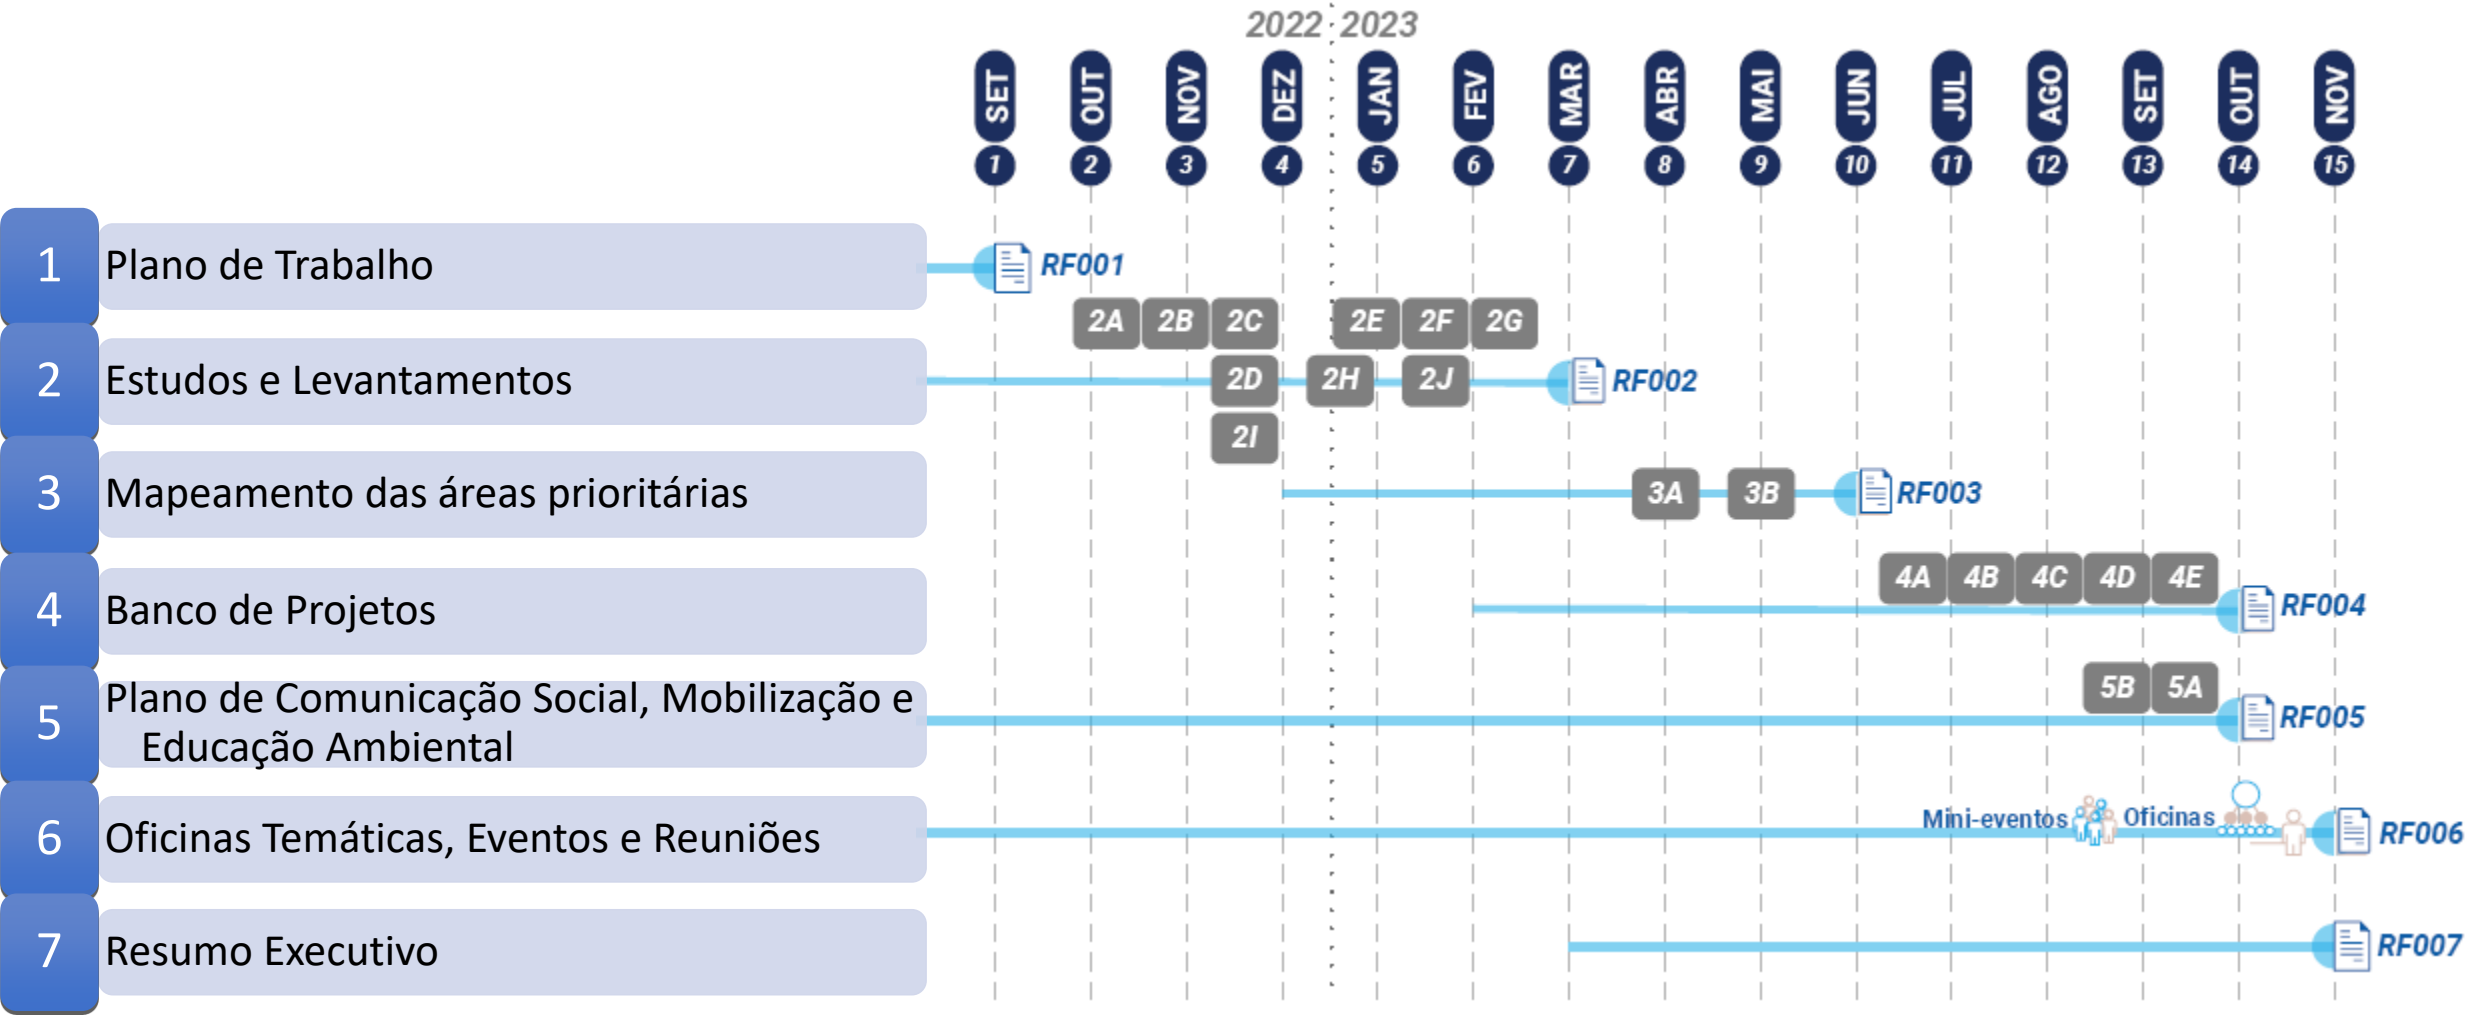 2022 2023
SET OUT NOV DEZ JAN FEV MAR ABR MAI JUN JUL AGO SET OUT NOV
1 2 3 4 5 6 7 8 9 10 11 12 13 14 15
1 Plano de Trabalho RF001
2A 2B 2C 2E 2F 2G
2 Estudos e Levantamentos 2D 2H 2J RF002
2I
3 Mapeamento das áreas prioritárias 3A 3B RF003
4A 4B 4C 4D 4E
4 Banco de Projetos RF004
5B 5A
5 Plano de Comunicação Social, Mobilização e
Educação Ambiental RF005
Mini-eventos Oficinas
6 Oficinas Temáticas, Eventos e Reuniões RF006
7 Resumo Executivo RF007